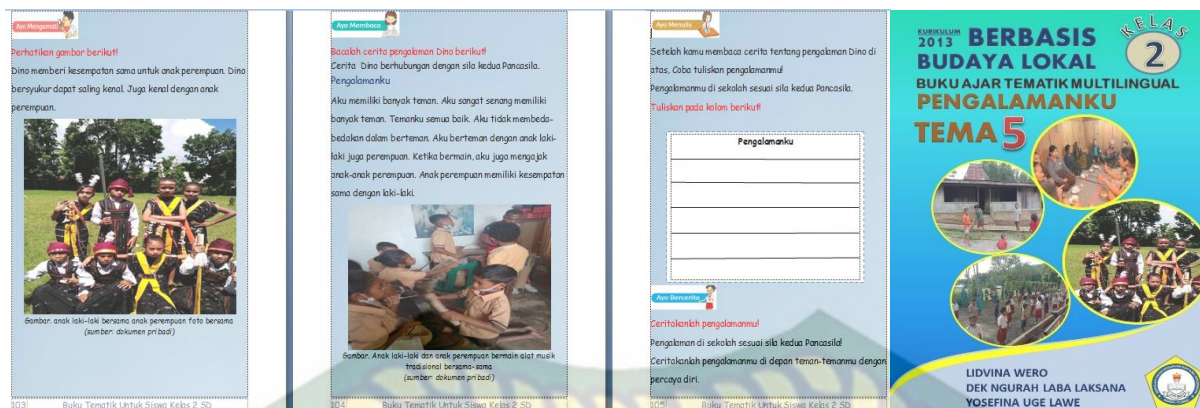 Ayo Mengamati
Perhatikan gambar berikut!
Dino memberi kesempatan sama untuk anak perempuan. Dino
bersyukur dapat saling kenal. Juga kenal dengan anak
perempuan.
Gambar. anak laki-laki bersama anak perempuan foto bersama
(sumber: dokumen pribadi)
103 Buku Tematik Untuk Siswa Kelas 2 SD
Ayo Membaca
Bacalah cerita pengalaman Dino berikut!
Cerita Dino berhubungan dengan sila kedua Pancasila.
Pengalamanku
Aku memiliki banyak teman. Aku sangat senang memiliki
banyak teman. Temanku semua baik. Aku tidak membeda-
bedakan dalam berteman. Aku berteman dengan anak laki-
laki juga perempuan. Ketika bermain, aku juga mengajak
anak-anak perempuan. Anak perempuan memiliki kesempatan
sama dengan laki-laki.
Gambar. Anak laki-laki dan anak perempuan bermain alat musik
tradisional bersama-sama
(sumber: dokumen pribadi)
104 Buku Tematik Untuk Siswa Kelas 2 SD
Ayo Menulis
Setelah kamu membaca cerita tentang pengalaman Dino di
atas, Coba tuliskan pengalamanmu!
Pengalamanmu di sekolah sesuai sila kedua Pancasila.
Tuliskan pada kolom berikut!
Pengalamanku
Ayo Bercerita
Ceritakanlah pengalamanmu!
Pengalaman di sekolah sesuai sila kedua Pancasila!
Ceritakanlah pengalamanmu di depan teman-temanmu dengan
percaya diri.
105 Buku Tematik Untuk Siswa Kelas 2 SD
KURIKULUM
2013 BERBASIS
BUDAYA LOKAL
KELAS
2
BUKU AJAR TEMATIK MULTILINGUAL
PENGALAMANKU
TEMA 5
LIDVINA WERO
DEK NGURAH LABA LAKSANA
YOSEFINA UGE LAWE